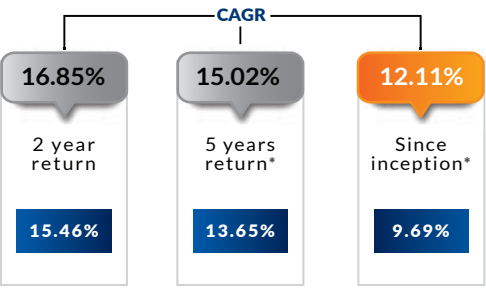 CAGR
16.85%
15.02%
12.11%
2 year
return
5 years
return*
Since
inception*
15.46%
13.65%
9.69%